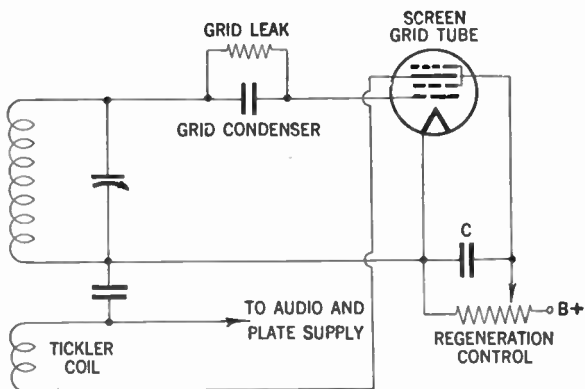 SCREEN
GRID TUBE
GRID LEAK
GRID CONDENSER
C
B+
TO AUDIO AND
PLATE SUPPLY
REGENERATION
CONTROL
TICKLER
COIL